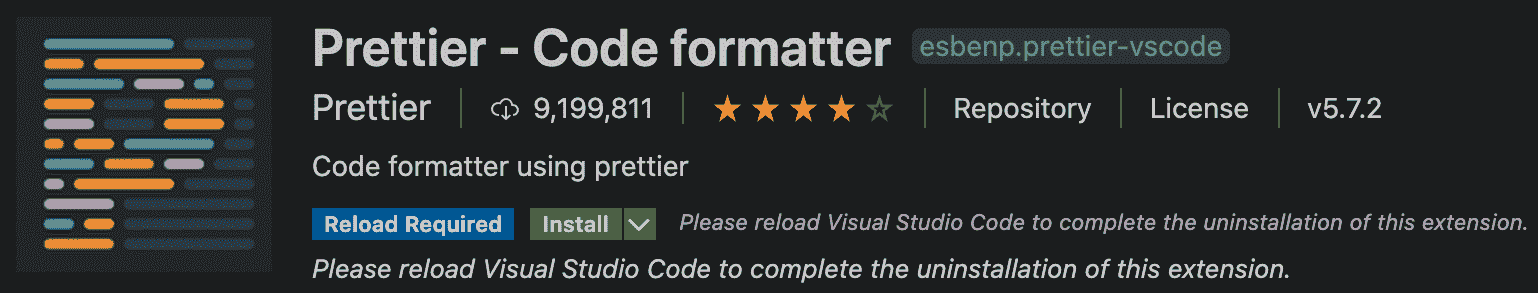 Prettier - Code formatter esbenp.prettier-vscode
Prettier 9,199,811 Repository License v5.7.2
Code formatter using prettier
Reload Required Install Please reload Visual Studio Code to complete the uninstallation of this extension.
Please reload Visual Studio Code to complete the uninstallation of this extension.